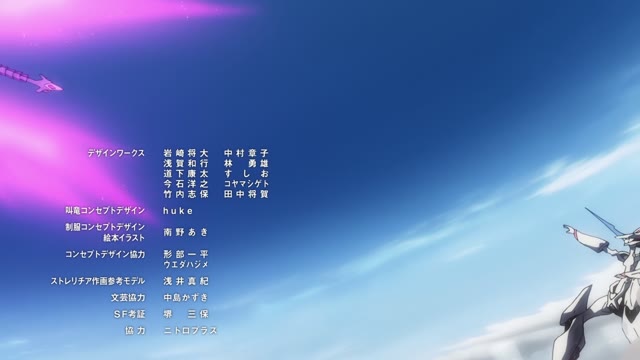 デザインワークス 岩崎将大 中村章子
浅賀和行 林勇雄
道下康太 すしお
今石洋之 コヤマシゲト
竹内志保 田中将賀
叫竜コンセプトデザイン huke
制服コンセプトデザイン
絵本イラスト 南野あき
コンセプトデザイン協力 形部一平
ウエダハジメ
ストレリチア作画参考モデル 浅井真紀
文芸協力 中島かずき
SF考証 堺三保
協力 ニトロプラス